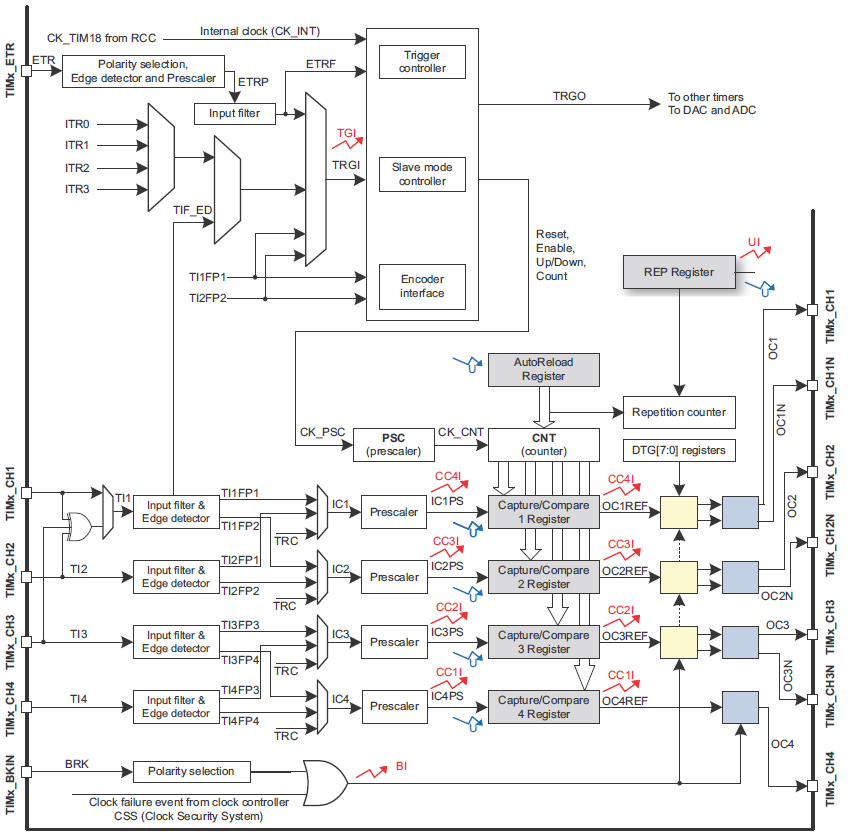 CK_TIM18 from RCC
Internal clock (CK_INT)
TIMx_ETR
ETR
Polarity selection,
Edge detector and Prescaler
ETRP
Input filter
ETRF
Trigger
controller
TRGO
To other timers
To DAC and ADC
ITR0
ITR1
ITR2
ITR3
TGI
TRGI
Slave mode
controller
TIF_ED
Reset,
Enable,
Up/Down,
Count
TI1FP1
TI2FP2
Encoder
interface
UI
REP Register
AutoReload
Register
Repetition counter
DTG[7:0] registers
CK_PSC
PSC
(prescaler)
CK_CNT
CNT
(counter)
TIMx_CH1
TI1
Input filter &
Edge detector
TI1FP1
TI1FP2
TRC
IC1
Prescaler
CC4I
IC1PS
Capture/Compare
1 Register
CC4I
OC1REF
OC1
TIMx_CH1
OC1N
TIMx_CH1N
TIMx_CH2
TI2
Input filter &
Edge detector
TI2FP1
TI2FP2
TRC
IC2
Prescaler
CC3I
IC2PS
Capture/Compare
2 Register
CC3I
OC2REF
OC2
TIMx_CH2
OC2N
TIMx_CH2N
TIMx_CH3
TI3
Input filter &
Edge detector
TI3FP3
TI3FP4
TRC
IC3
Prescaler
CC2I
IC3PS
Capture/Compare
3 Register
CC2I
OC3REF
OC3
TIMx_CH3
OC3N
TIMx_CH3N
TIMx_CH4
TI4
Input filter &
Edge detector
TI4FP3
TI4FP4
TRC
IC4
Prescaler
CC1I
IC4PS
Capture/Compare
4 Register
CC1I
OC4REF
OC4
TIMx_CH4
TIMx_BKIN
BRK
Polarity selection
BI
Clock failure event from clock controller
CSS (Clock Security System)